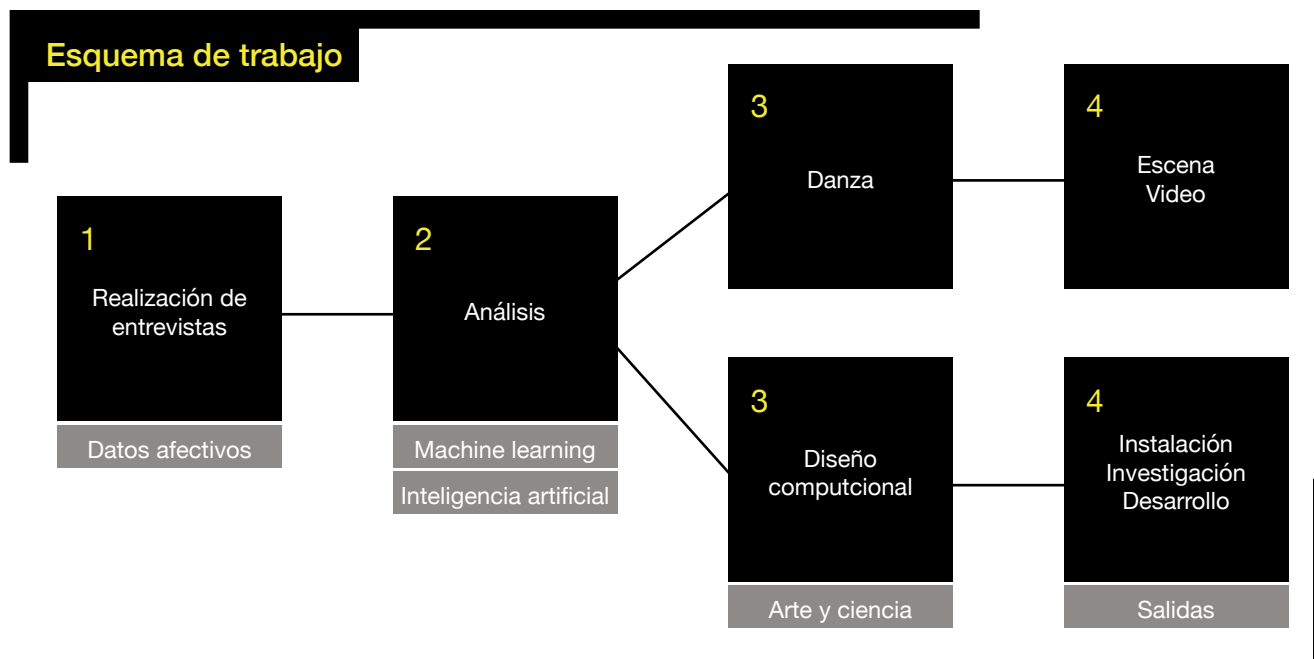 Esquema de trabajo
1
Realización de
entrevistas
Datos afectivos
2
Análisis
Machine learning
Inteligencia artificial
3
Danza
4
Escena
Video
3
Diseño
computcional
Arte y ciencia
4
Instalación
Investigación
Desarrollo
Salidas